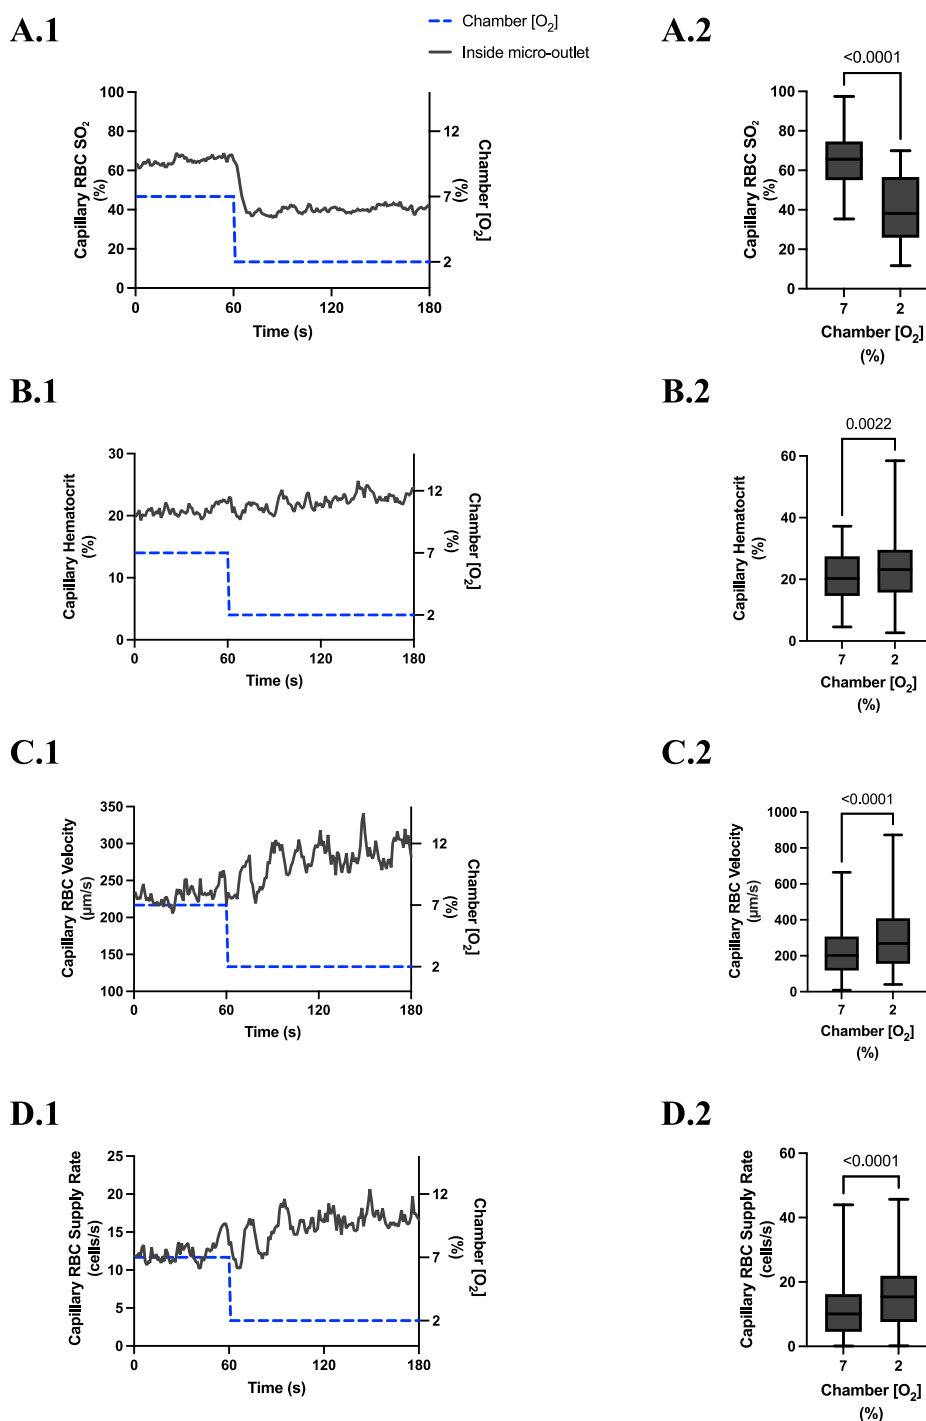 Chamber [O2]
Inside micro-outlet
A.1
Capillary RBC SO2
(%)
100
80
60
40
20
0
12
7
2
Chamber [O2]
(%)
0
60
120
180
Time (s)
A.2
<0.0001
Capillary RBC SO2
(%)
100
80
60
40
20
0
7
2
Chamber [O2]
(%)
B.1
Capillary Hematocrit
(%)
30
20
10
0
12
7
2
Chamber [O2]
(%)
0
60
120
180
Time (s)
B.2
0.0022
Capillary Hematocrit
(%)
60
40
20
0
7
2
Chamber [O2]
(%)
C.1
Capillary RBC Velocity
(µm/s)
350
300
250
200
150
100
12
7
2
Chamber [O2]
(%)
0
60
120
180
Time (s)
C.2
<0.0001
Capillary RBC Velocity
(µm/s)
1000
800
600
400
200
0
7
2
Chamber [O2]
(%)
D.1
Capillary RBC Supply Rate
(cells/s)
25
20
15
10
5
0
12
7
2
Chamber [O2]
(%)
0
60
120
180
Time (s)
D.2
<0.0001
Capillary RBC Supply Rate
(cells/s)
60
40
20
0
7
2
Chamber [O2]
(%)